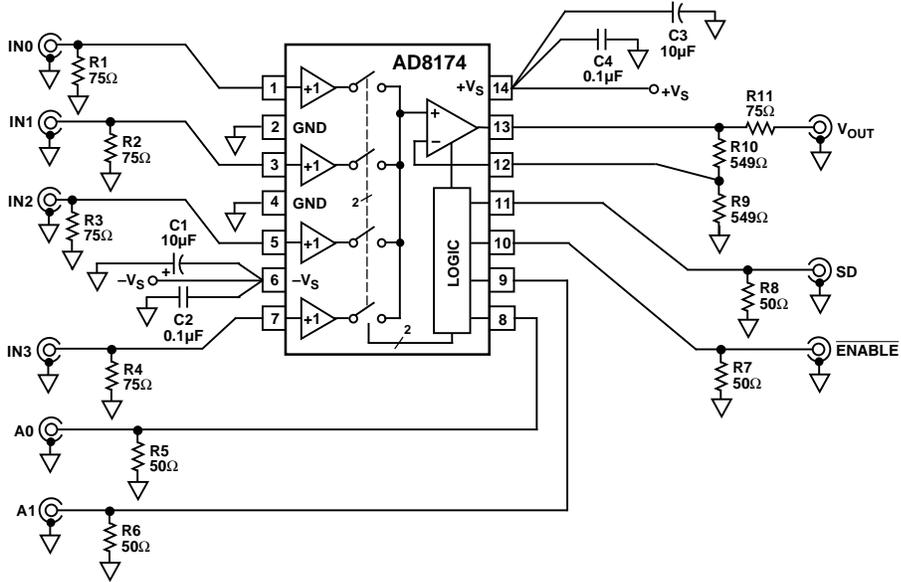 IN0
R1
75Ω
IN1
R2
75Ω
IN2
R3
75Ω
C1
10µF
+
–VS
C2
0.1µF
IN3
R4
75Ω
A0
R5
50Ω
A1
R6
50Ω
AD8174
1
+1
2
GND
3
+1
4
GND
2
5
+1
6
–VS
7
+1
2
+
–
LOGIC
+VS
14
13
12
11
10
9
8
C3
10µF
C4
0.1µF
+VS
R11
75Ω
VOUT
R10
549Ω
R9
549Ω
SD
R8
50Ω
ENABLE
R7
50Ω